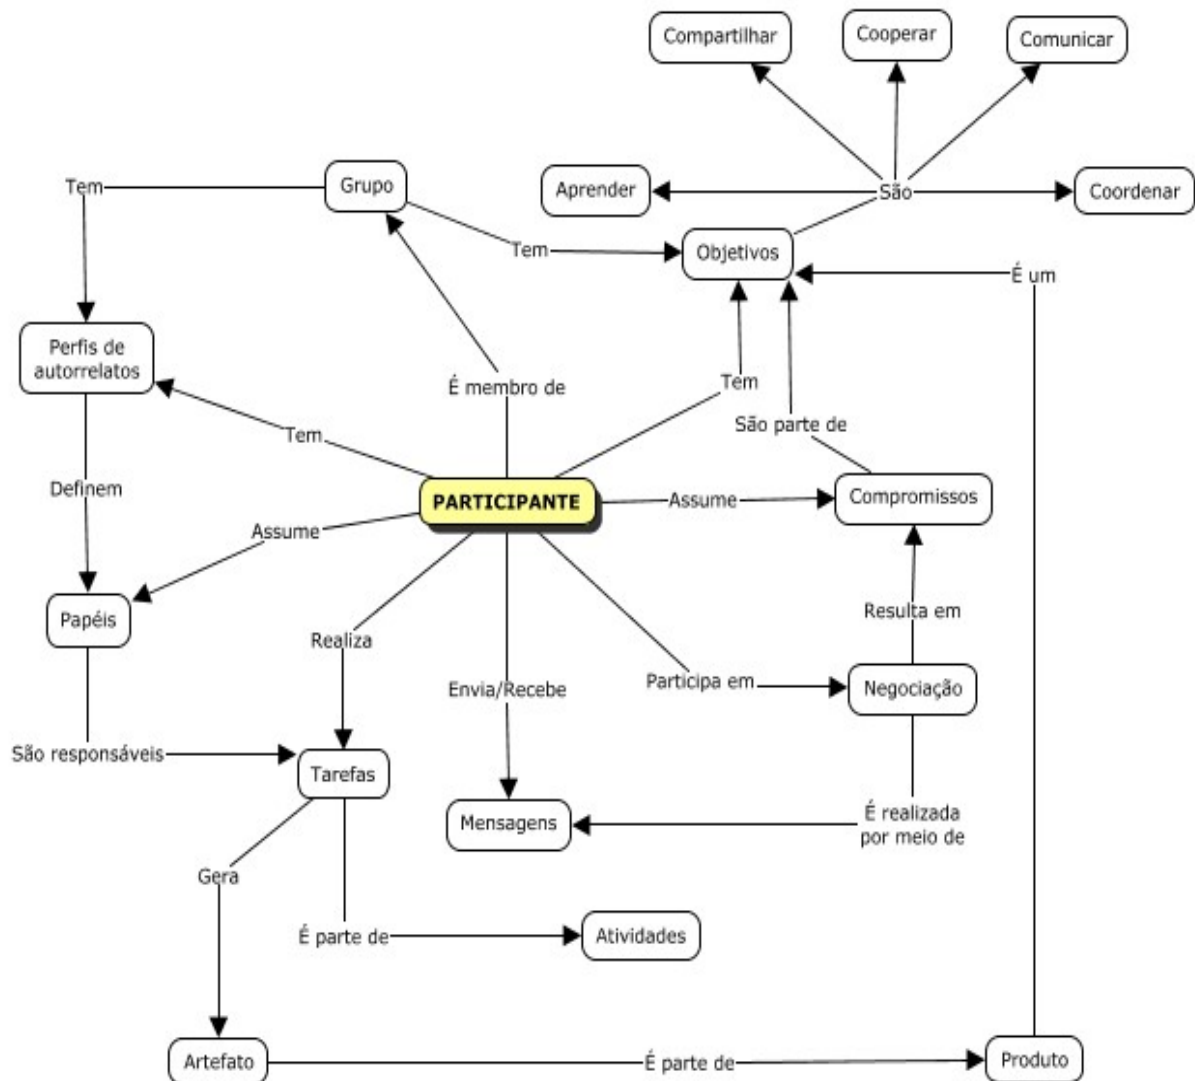 Compartilhar
Cooperar
Comunicar
Tem
Grupo
Aprender
São
Coordenar
Tem
Objetivos
É um
Perfis de
autorrelatos
É membro de
Tem
Tem
São parte de
Definem
PARTICIPANTE
Assume
Compromissos
Assume
Papéis
Realiza
Resulta em
Envia/Recebe
Participa em
Negociação
São responsáveis
Tarefas
Mensagens
É realizada
por meio de
Gera
É parte de
Atividades
Artefato
É parte de
Produto